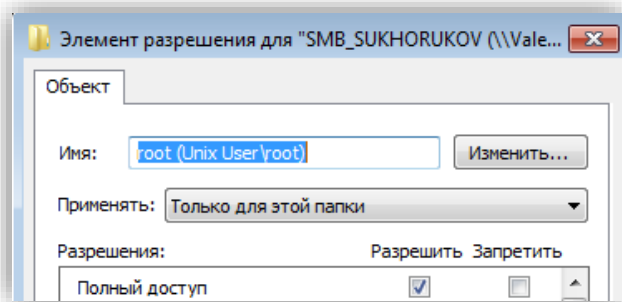 Элемент разрешения для "SMB_SUKHORUKOV (\\Vale...
Объект
Имя: root (Unix User\root) Изменить...
Применять: Только для этой папки
Разрешения: Разрешить Запретить
Полный доступ